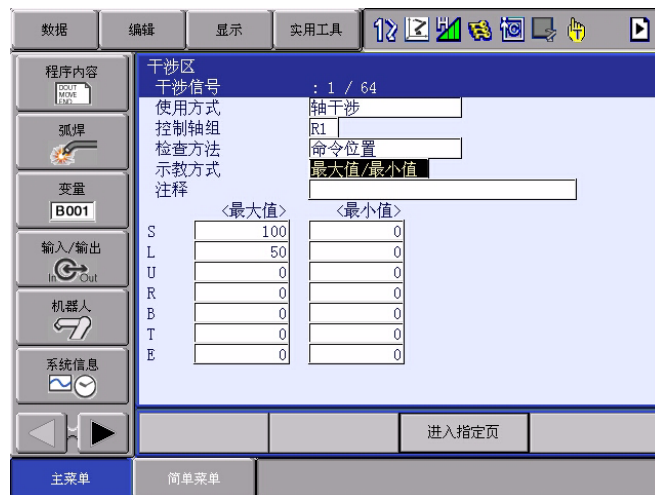 数据 编辑 显示 实用工具
程序内容
DOUT
MOVE
END
弧焊
变量
B001
输入/输出
In Out
机器人
系统信息
干涉区
干涉信号 : 1 / 64
使用方式 轴干涉
控制轴组 R1
检查方法 命令位置
示教方式 最大值/最小值
注释
<最大值> <最小值>
S 100 0
L 50 0
U 0 0
R 0 0
B 0 0
T 0 0
E 0 0
进入指定页
主菜单 简单菜单